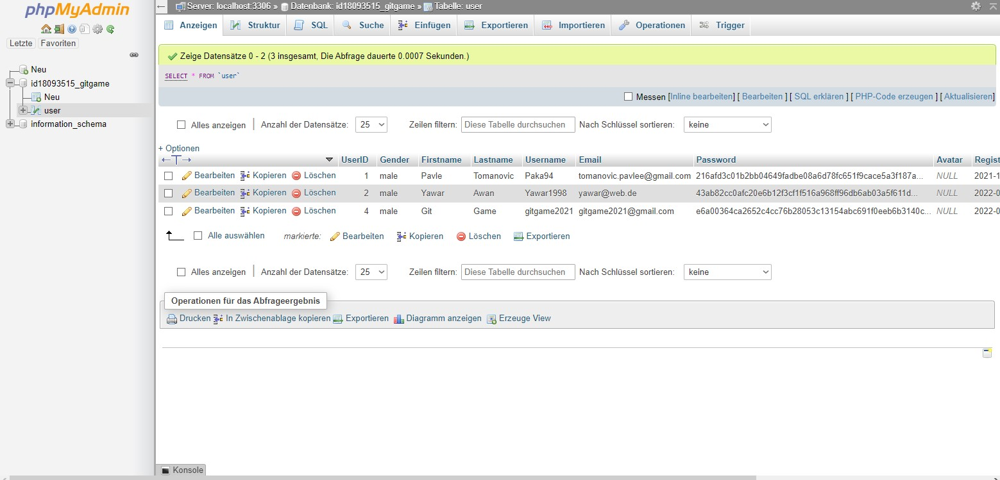 phpMyAdmin
Letzte Favoriten
Neu
id18093515_gitgame
Neu
user
information_schema
Server: localhost:3306 » Datenbank: id18093515_gitgame » Tabelle: user
Anzeigen Struktur SQL Suche Einfügen Exportieren Importieren Operationen Trigger
Zeige Datensätze 0 - 2 (3 insgesamt, Die Abfrage dauerte 0.0007 Sekunden.)
SELECT * FROM `user`
Messen [Inline bearbeiten] [ Bearbeiten ] [ SQL erklären ] [ PHP-Code erzeugen ] [ Aktualisieren]
Alles anzeigen | Anzahl der Datensätze: 25 Zeilen filtern: Diese Tabelle durchsuchen Nach Schlüssel sortieren: keine
+ Optionen
←T→ UserID Gender Firstname Lastname Username Email Password Avatar Regist
Bearbeiten Kopieren Löschen 1 male Pavle Tomanovic Paka94 tomanovic.pavlee@gmail.com 216afd3c01b2bb04649fadbe08a6d78fc651f9cace5a3f187a... NULL 2021-1
Bearbeiten Kopieren Löschen 2 male Yawar Awan Yawar1998 yawar@web.de 43ab82cc0afc20e6b12f3cf1f516a968ff96db6ab03a5f611d... NULL 2022-0
Bearbeiten Kopieren Löschen 4 male Git Game gitgame2021 gitgame2021@gmail.com e6a00364ca2652c4cc76b28053c13154abc691f0eeb6b3140c... NULL 2022-0
Alle auswählen markierte: Bearbeiten Kopieren Löschen Exportieren
Alles anzeigen | Anzahl der Datensätze: 25 Zeilen filtern: Diese Tabelle durchsuchen Nach Schlüssel sortieren: keine
Operationen für das Abfrageergebnis
Drucken In Zwischenablage kopieren Exportieren Diagramm anzeigen Erzeuge View
Konsole